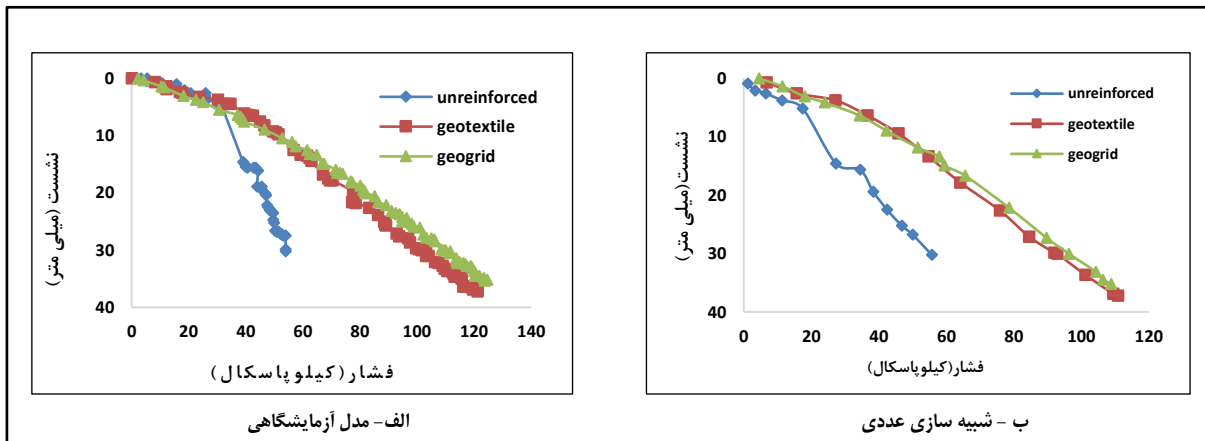 0
10
20
30
40
0 20 40 60 80 100 120 140
نشست (میلی متر)
فشار (کیلوپاسکال)
unreinforced
geotextile
geogrid
الف- مدل آزمایشگاهی
0
10
20
30
40
0 20 40 60 80 100 120
نشست(میلی متر)
فشار(کیلوپاسکال)
unreinforced
geotextile
geogrid
ب - شبیه سازی عددی